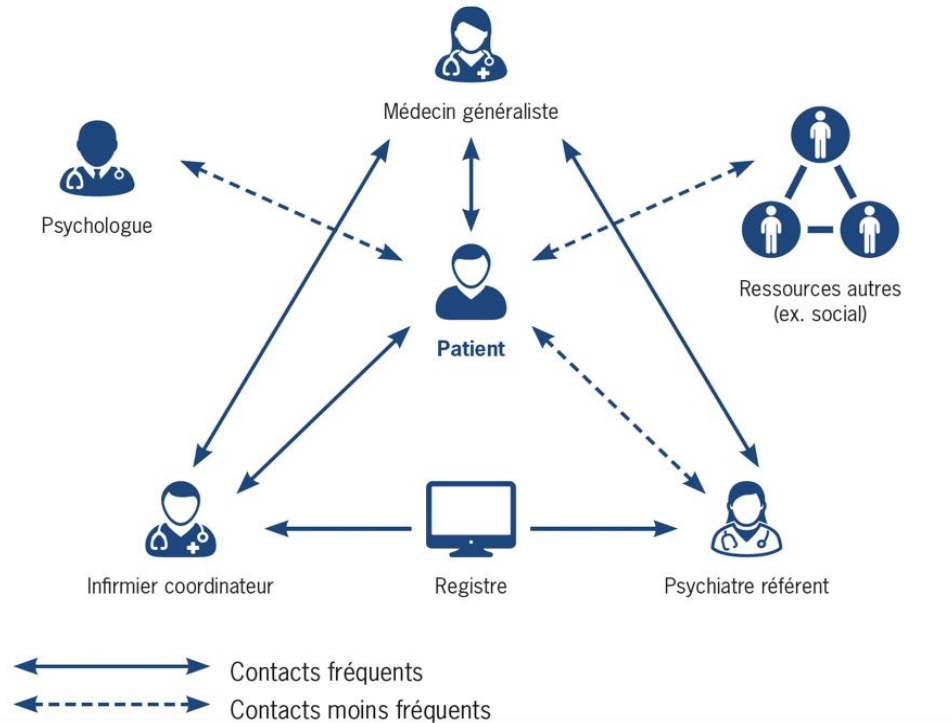 Médecin généraliste
Psychologue
Ressources autres
(ex. social)
Patient
Infirmier coordinateur
Registre
Psychiatre référent
Contacts fréquents
Contacts moins fréquents